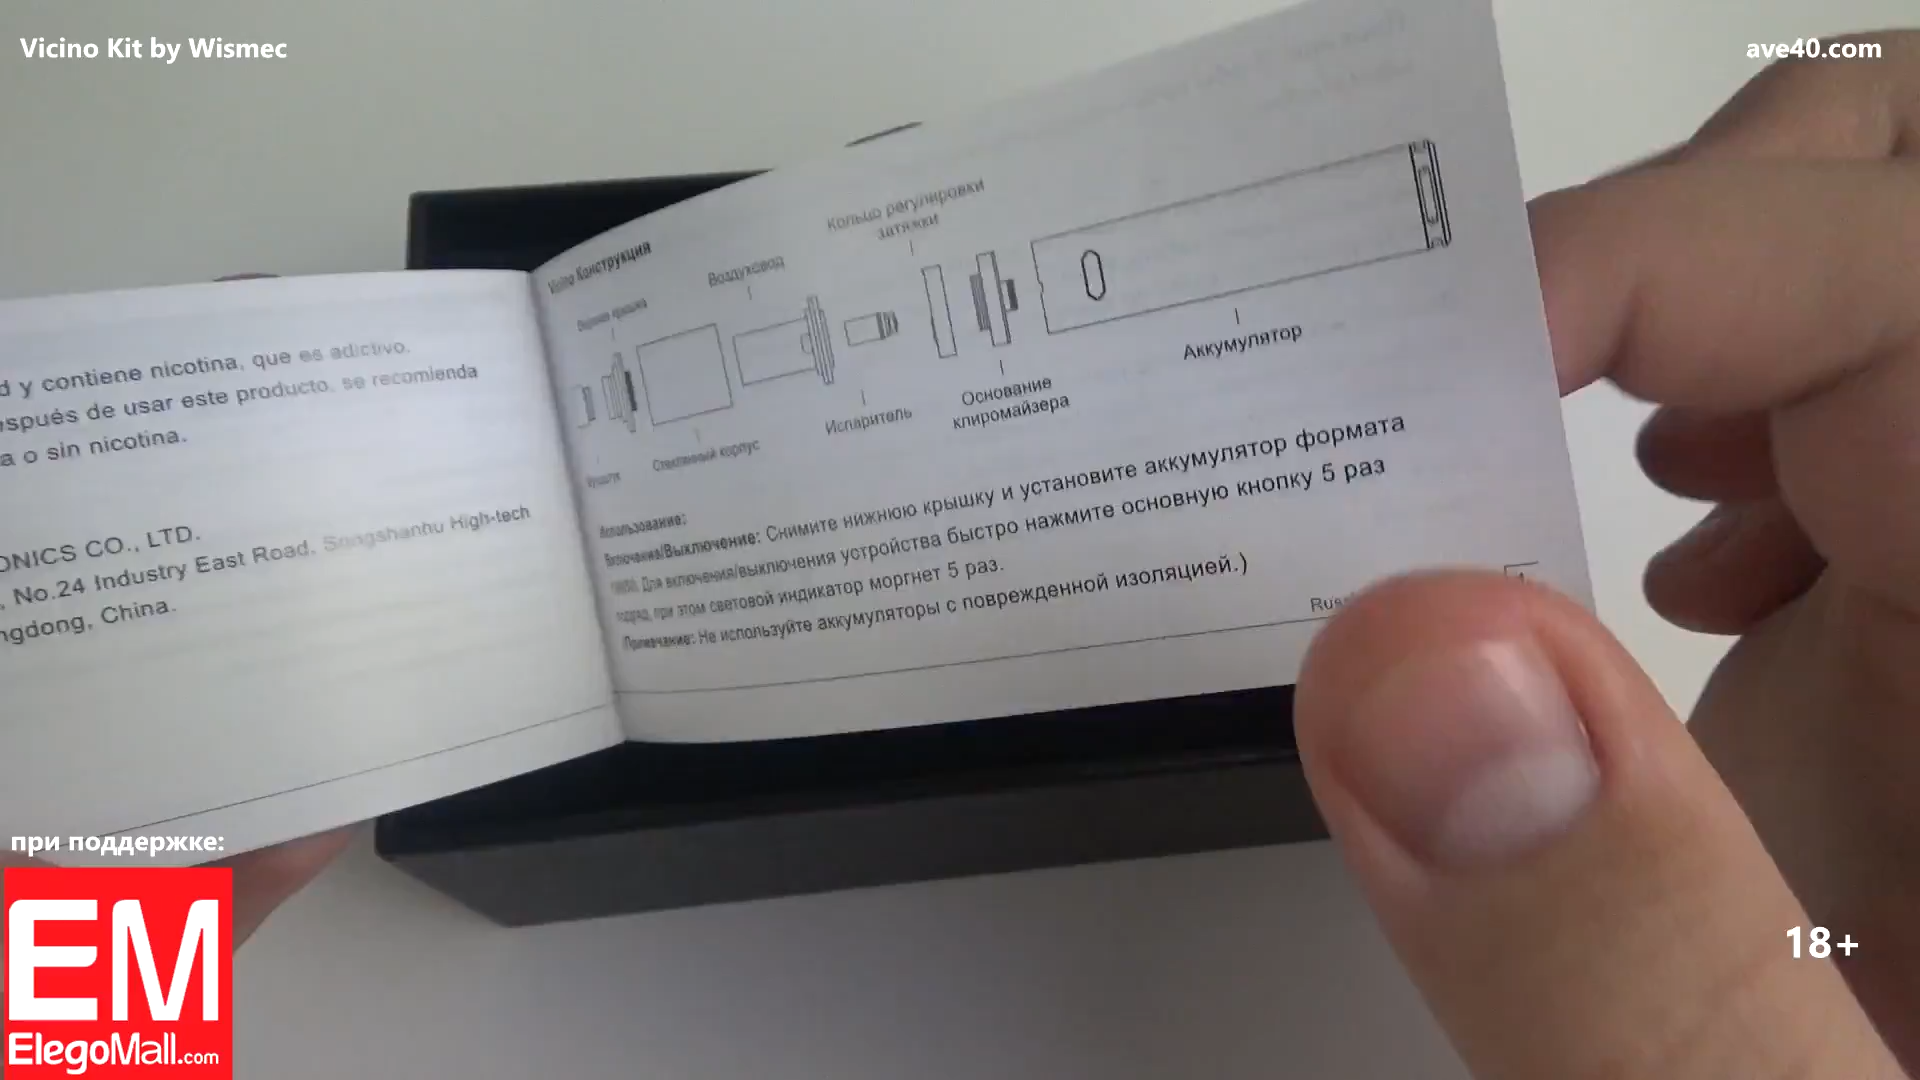 Vicino Kit by Wismec
ave40.com
d y contiene nicotina, que es adictivo.
spués de usar este producto, se recomienda
a o sin nicotina.
ONICS CO., LTD.
, No.24 Industry East Road, Songshanhu High-tech
ngdong, China.
Vicino Конструкция
Верхняя крышка
Воздуховод
Кольцо регулировки
затяжки
Стеклянный корпус
Испаритель
Основание
клиромайзера
Аккумулятор
Использование:
Включение/Выключение: Снимите нижнюю крышку и установите аккумулятор формата
Для включения/выключения устройства быстро нажмите основную кнопку 5 раз
подряд, при этом световой индикатор моргнет 5 раз.
(Примечание: Не используйте аккумуляторы с поврежденной изоляцией.)
при поддержке:
EM
ElegoMall.com
18+